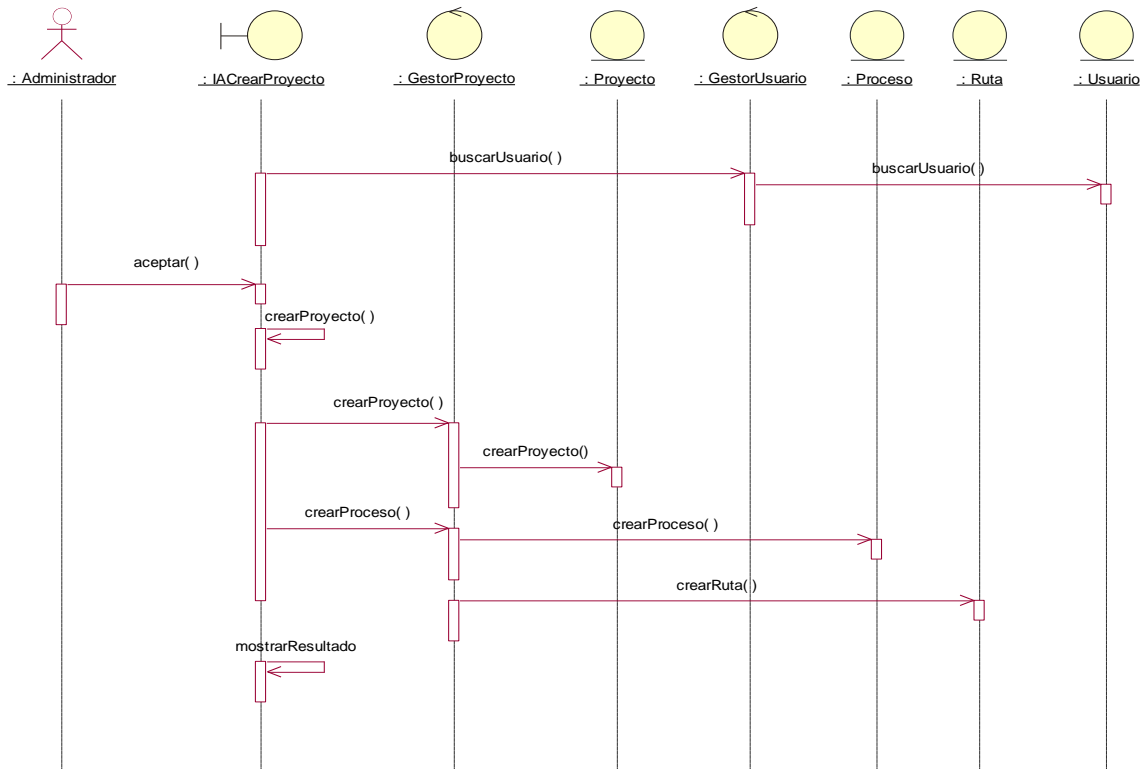 : Administrador
: IACrearProyecto
: GestorProyecto
: Proyecto
: GestorUsuario
: Proceso
: Ruta
: Usuario
buscarUsuario( )
buscarUsuario( )
aceptar( )
crearProyecto( )
crearProyecto( )
crearProyecto()
crearProceso( )
crearProceso( )
crearRuta( )
mostrarResultado